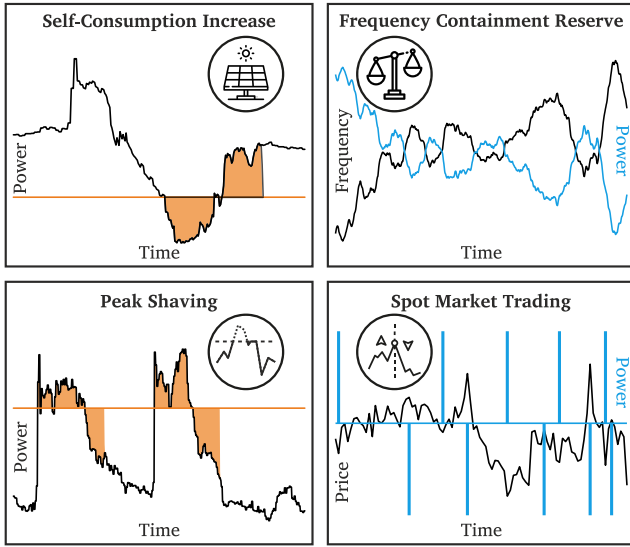 Self-Consumption Increase
Power
Time
Frequency Containment Reserve
Frequency
Power
Time
Peak Shaving
Power
Time
Spot Market Trading
Price
Power
Time